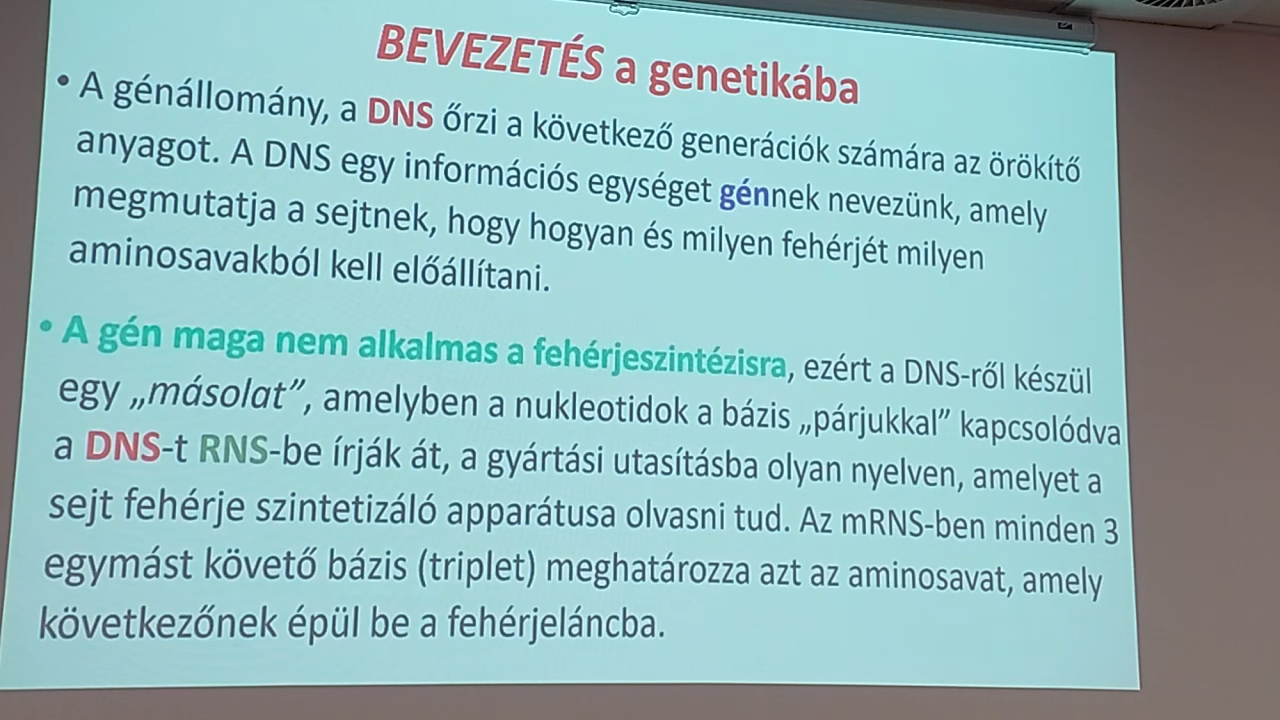 BEVEZETÉS a genetikába
• A génállomány, a DNS őrzi a következő generációk számára az örökítő
anyagot. A DNS egy információs egységet génnek nevezünk, amely
megmutatja a sejtnek, hogy hogyan és milyen fehérjét milyen
aminosavakból kell előállítani.
• A gén maga nem alkalmas a fehérjeszintézisra, ezért a DNS-ről készül
egy „másolat”, amelyben a nukleotidok a bázis „párjukkal” kapcsolódva
a DNS-t RNS-be írják át, a gyártási utasításba olyan nyelven, amelyet a
sejt fehérje szintetizáló apparátusa olvasni tud. Az mRNS-ben minden 3
egymást követő bázis (triplet) meghatározza azt az aminosavat, amely
következőnek épül be a fehérjeláncba.